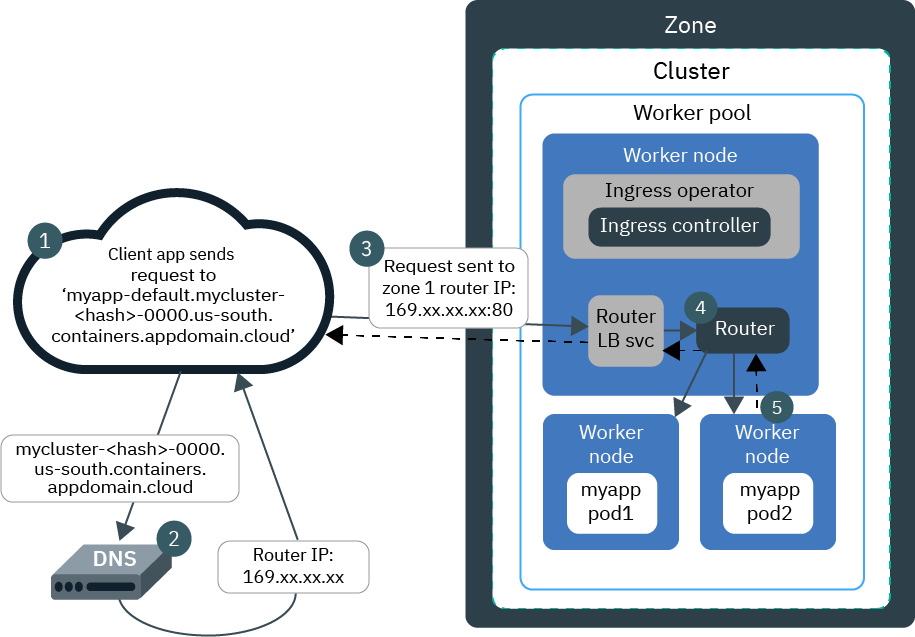 Zone
Cluster
Worker pool
Worker node
Ingress operator
Ingress controller
1
Client app sends
request to
‘myapp-default.mycluster-
<hash>-0000.us-south.
containers.appdomain.cloud’
3
Request sent to
zone 1 router IP:
169.xx.xx.xx:80
Router
LB svc
4
Router
5
Worker
node
myapp
pod1
Worker
node
myapp
pod2
mycluster-<hash>-0000.
us-south.containers.
appdomain.cloud
2
DNS
Router IP:
169.xx.xx.xx